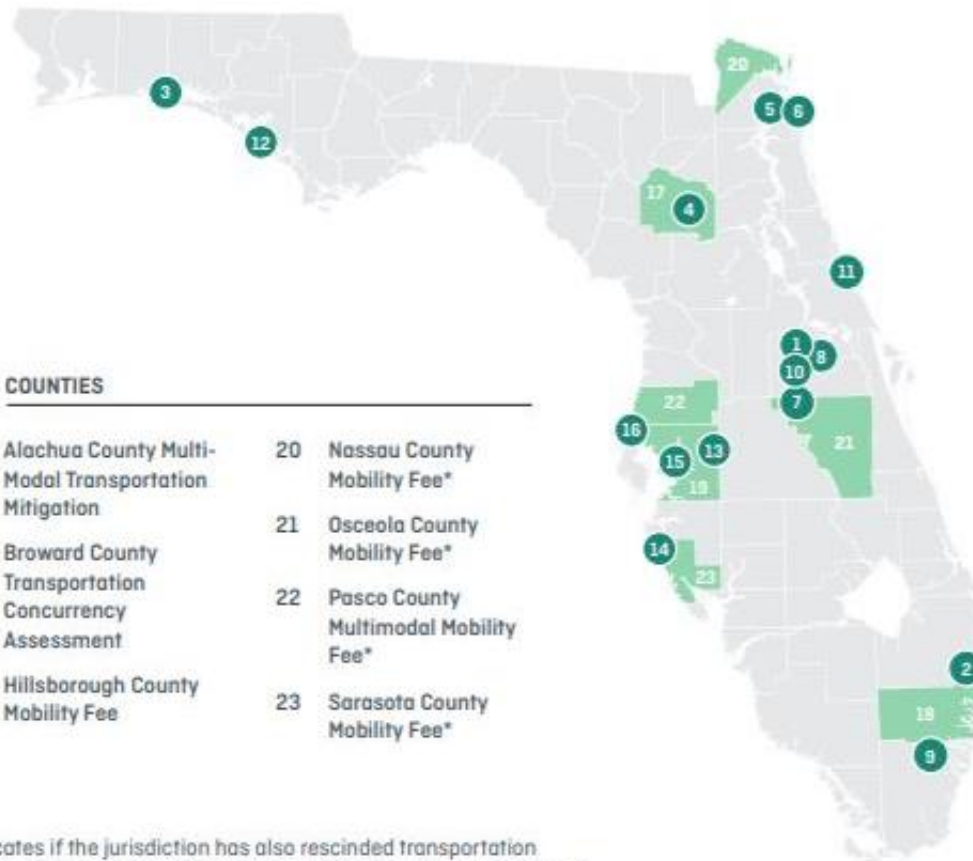 COUNTIES
Alachua County Multi-
Modal Transportation
Mitigation
Broward County
Transportation
Concurrency
Assessment
Hillsborough County
Mobility Fee
20 Nassau County
Mobility Fee*
21 Osceola County
Mobility Fee*
22 Pasco County
Multimodal Mobility
Fee*
23 Sarasota County
Mobility Fee*
cates if the jurisdiction has also rescinded transportation
20
3
5
6
12
17
4
11
1
8
10
7
22
16
13
15
21
19
14
23
2
18
9